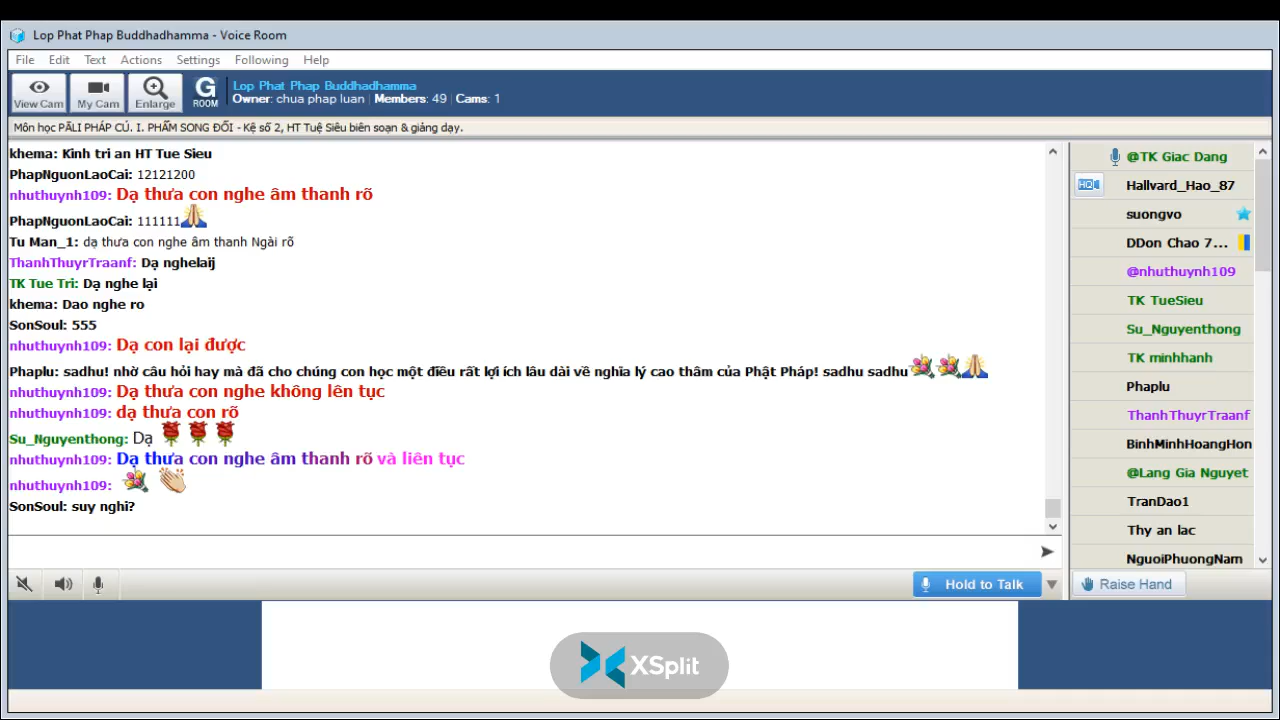 Lop Phat Phap Buddhadhamma - Voice Room
File Edit Text Actions Settings Following Help
View Cam My Cam Enlarge G ROOM
Lop Phat Phap Buddhadhamma
Owner: chua phap luan | Members: 49 | Cams: 1
Môn học PĀLI PHÁP CÚ. I. PHẨM SONG ĐỐI - Kệ số 2, HT Tuệ Siêu biên soạn & giảng dạy.
khema: Kinh tri an HT Tue Sieu
PhapNguonLaoCai: 12121200
nhuthuynh109: Dạ thưa con nghe âm thanh rõ
PhapNguonLaoCai: 111111
Tu Man_1: dạ thưa con nghe âm thanh Ngài rõ
ThanhThuyrTraanf: Dạ nghelaij
TK Tue Tri: Dạ nghe lại
khema: Dao nghe ro
SonSoul: 555
nhuthuynh109: Dạ con lại được
Phaplu: sadhu! nhờ câu hỏi hay mà đã cho chúng con học một điều rất lợi ích lâu dài về nghĩa lý cao thâm của Phật Pháp! sadhu sadhu
nhuthuynh109: Dạ thưa con nghe không lên tục
nhuthuynh109: dạ thưa con rõ
Su_Nguyenthong: Dạ
nhuthuynh109: Dạ thưa con nghe âm thanh rõ và liên tục
nhuthuynh109:
SonSoul: suy nghi?
@TK Giac Dang
HQ Hallvard_Hao_87
suongvo
DDon Chao 7...
@nhuthuynh109
TK TueSieu
Su_Nguyenthong
TK minhhanh
Phaplu
ThanhThuyrTraanf
BinhMinhHoangHon
@Lang Gia Nguyet
TranDao1
Thy an lac
NguoiPhuongNam
Hold to Talk
Raise Hand
XSplit